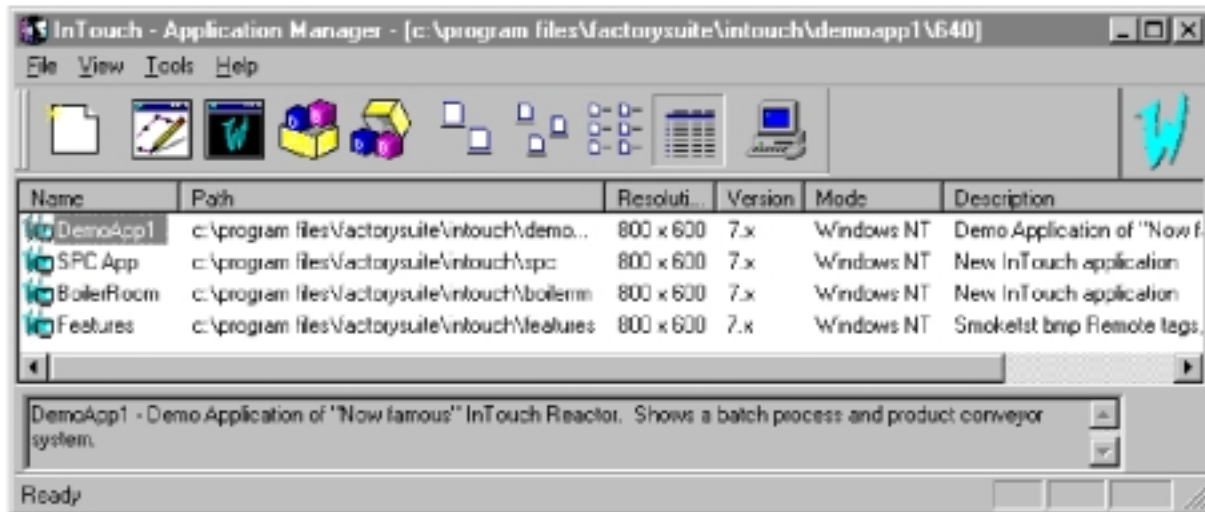 InTouch - Application Manager - [c:\program files\factorysuite\intouch\demoapp1\640]
File View Tools Help
Name Path Resoluti... Version Mode Description
DemoApp1 c:\program files\factorysuite\intouch\demo... 800 x 600 7.x Windows NT Demo Application of "Now f
SPC App c:\program files\factorysuite\intouch\spc 800 x 600 7.x Windows NT New InTouch application
BoilerRoom c:\program files\factorysuite\intouch\boilerrm 800 x 600 7.x Windows NT New InTouch application
Features c:\program files\factorysuite\intouch\features 800 x 600 7.x Windows NT Smoketst bmp Remote tags,
DemoApp1 - Demo Application of "Now famous" InTouch Reactor. Shows a batch process and product conveyor
system.
Ready